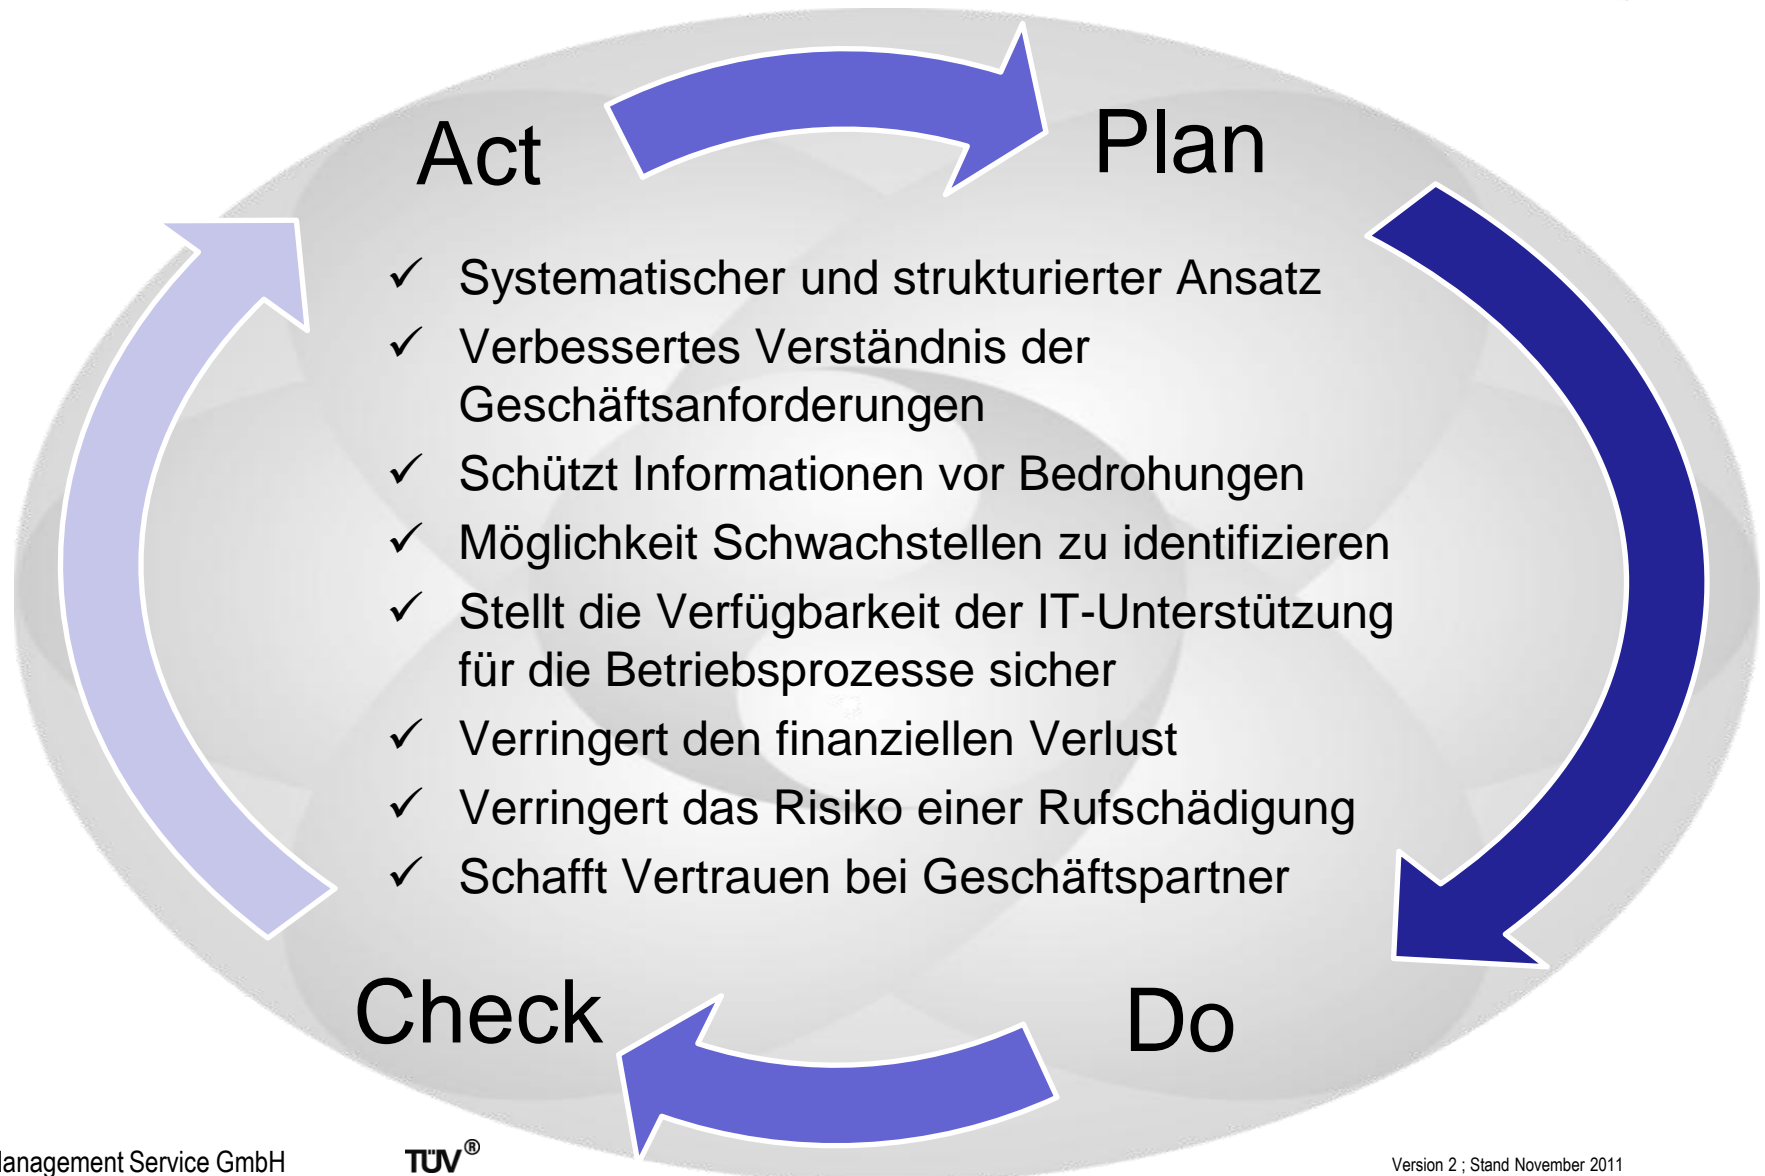 Act
Plan
✓ Systematischer und strukturierter Ansatz
✓ Verbessertes Verständnis der
Geschäftsanforderungen
✓ Schützt Informationen vor Bedrohungen
✓ Möglichkeit Schwachstellen zu identifizieren
✓ Stellt die Verfügbarkeit der IT-Unterstützung
für die Betriebsprozesse sicher
✓ Verringert den finanziellen Verlust
✓ Verringert das Risiko einer Rufschädigung
✓ Schafft Vertrauen bei Geschäftspartner
Check
Do
Management Service GmbH
TÜV®
Version 2 ; Stand November 2011